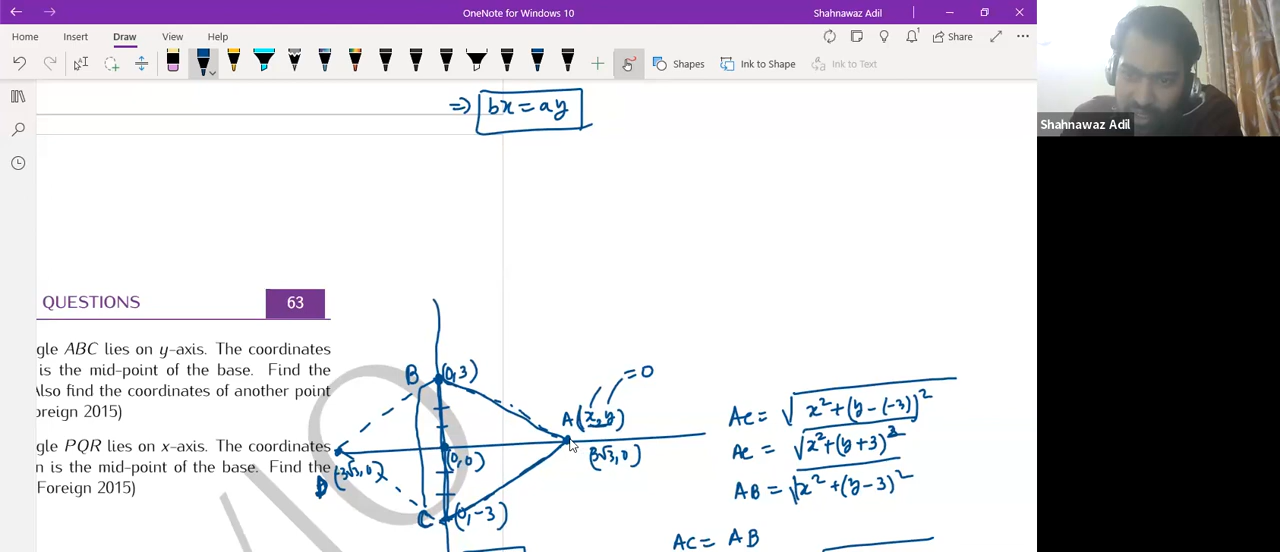 OneNote for Windows 10
Shahnawaz Adil
Home Insert Draw View Help
Share
Shapes Ink to Shape Ink to Text
Shahnawaz Adil
=> bx = ay
QUESTIONS 63
gle ABC lies on y-axis. The coordinates
is the mid-point of the base. Find the
Also find the coordinates of another point
oreign 2015)
gle PQR lies on x-axis. The coordinates
n is the mid-point of the base. Find the
Foreign 2015)
B (0,3)
= 0
A (x,y)
(3√3, 0)
(0,0)
D (-3√3, 0)
C (0,-3)
AC = √x²+(y-(-3))²
AC = √x²+(y+3)²
AB = √x²+(y-3)²
AC = AB